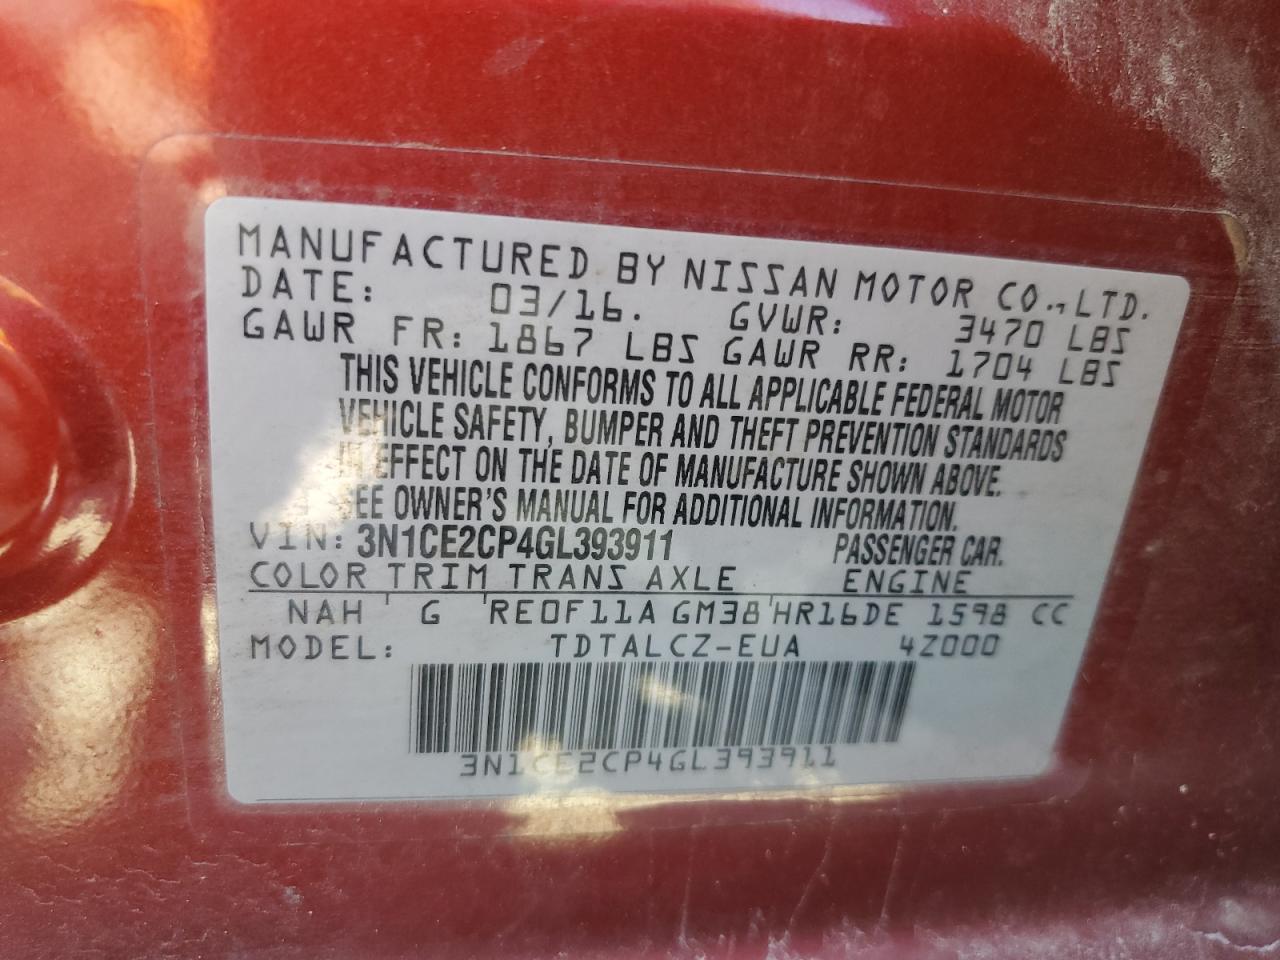 MANUFACTURED BY NISSAN MOTOR CO., LTD.
DATE: 03/16. GVWR: 3470 LBS
GAWR FR: 1867 LBS GAWR RR: 1704 LBS
THIS VEHICLE CONFORMS TO ALL APPLICABLE FEDERAL MOTOR
VEHICLE SAFETY, BUMPER AND THEFT PREVENTION STANDARDS
IN EFFECT ON THE DATE OF MANUFACTURE SHOWN ABOVE.
SEE OWNER'S MANUAL FOR ADDITIONAL INFORMATION.
VIN: 3N1CE2CP4GL393911 PASSENGER CAR.
COLOR TRIM TRANS AXLE ENGINE
NAH G RE0F11A GM38 HR16DE 1598 CC
MODEL: TDTALCZ-EUA 4Z000
3N1CE2CP4GL393911